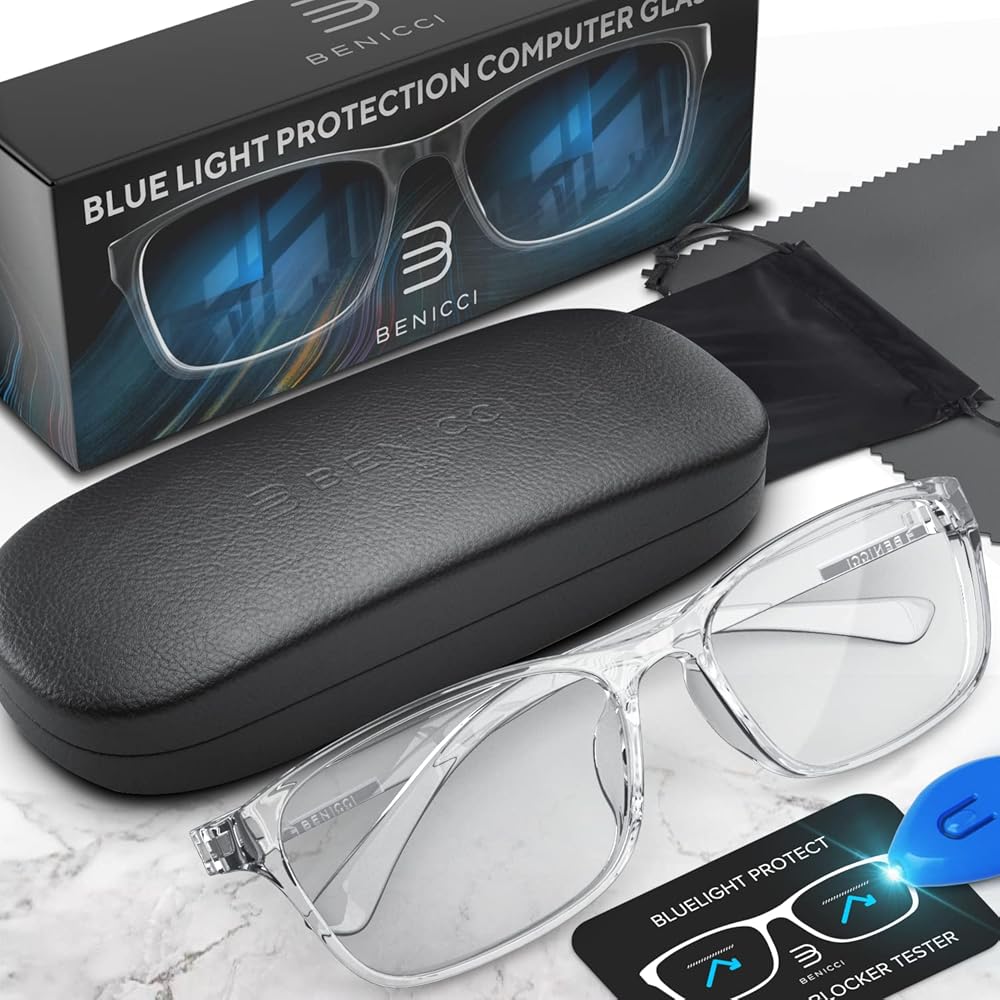 BENICCI
BLUE LIGHT PROTECTION COMPUTER GLAS
BENICCI
BENICCI
BENICCI
BENICCI
BLUELIGHT PROTECT
BENICCI
BLOCKER TESTER